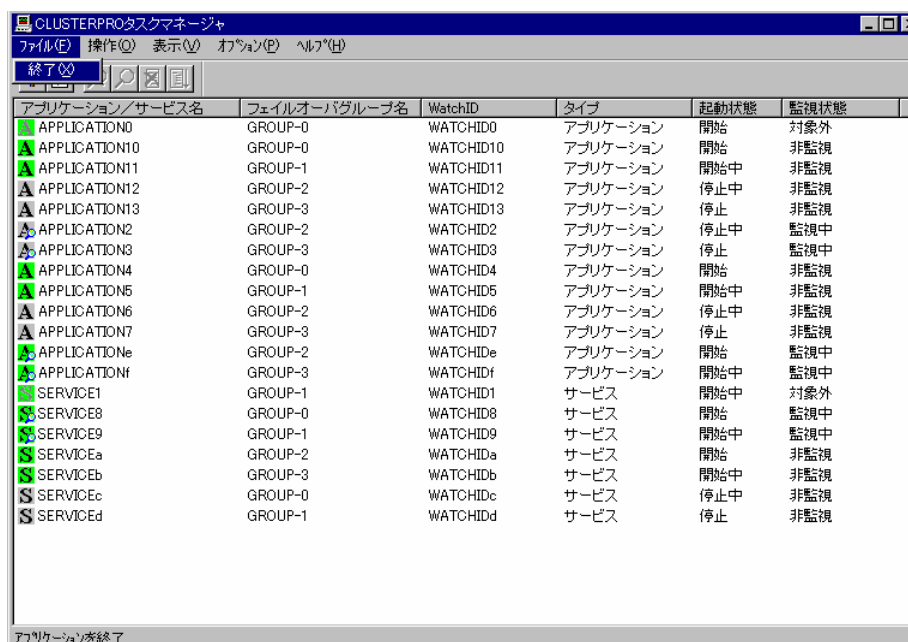 CLUSTERPROタスクマネージャ
ファイル(F) 操作(O) 表示(V) オプション(P) ヘルプ(H)
終了(X)
アプリケーション/サービス名 フェイルオーバグループ名 WatchID タイプ 起動状態 監視状態
APPLICATION0 GROUP-0 WATCHID0 アプリケーション 開始 対象外
APPLICATION10 GROUP-0 WATCHID10 アプリケーション 開始 非監視
APPLICATION11 GROUP-1 WATCHID11 アプリケーション 開始中 非監視
APPLICATION12 GROUP-2 WATCHID12 アプリケーション 停止中 非監視
APPLICATION13 GROUP-3 WATCHID13 アプリケーション 停止 非監視
APPLICATION2 GROUP-2 WATCHID2 アプリケーション 停止中 監視中
APPLICATION3 GROUP-3 WATCHID3 アプリケーション 停止 監視中
APPLICATION4 GROUP-0 WATCHID4 アプリケーション 開始 非監視
APPLICATION5 GROUP-1 WATCHID5 アプリケーション 開始中 非監視
APPLICATION6 GROUP-2 WATCHID6 アプリケーション 停止中 非監視
APPLICATION7 GROUP-3 WATCHID7 アプリケーション 停止 非監視
APPLICATIONe GROUP-2 WATCHIDe アプリケーション 開始 監視中
APPLICATIONf GROUP-3 WATCHIDf アプリケーション 開始中 監視中
SERVICE1 GROUP-1 WATCHID1 サービス 開始中 対象外
SERVICE8 GROUP-0 WATCHID8 サービス 開始 監視中
SERVICE9 GROUP-1 WATCHID9 サービス 開始中 監視中
SERVICEa GROUP-2 WATCHIDa サービス 開始 非監視
SERVICEb GROUP-3 WATCHIDb サービス 開始中 非監視
SERVICEc GROUP-0 WATCHIDc サービス 停止中 非監視
SERVICEd GROUP-1 WATCHIDd サービス 停止 非監視
アプリケーションを終了